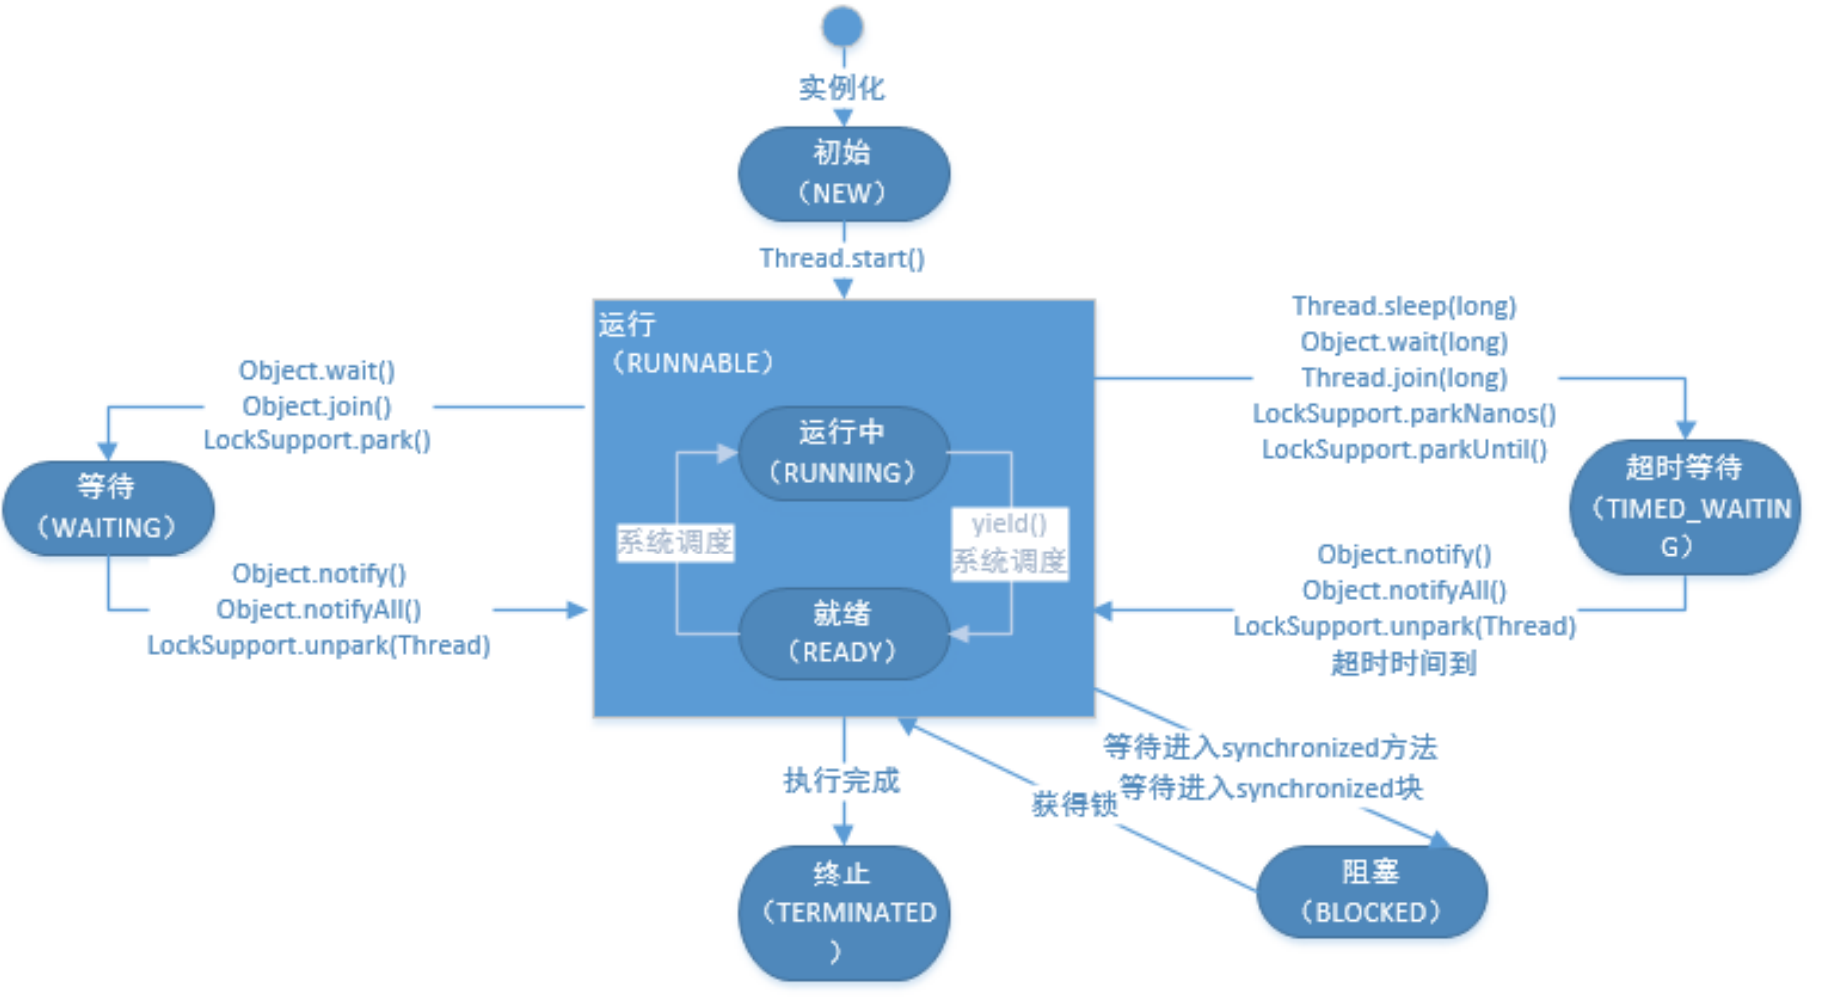 实例化
初始
（NEW）
Thread.start()
运行
（RUNNABLE）
Object.wait()
Object.join()
LockSupport.park()
等待
（WAITING）
Object.notify()
Object.notifyAll()
LockSupport.unpark(Thread)
运行中
（RUNNING）
系统调度
yield()
系统调度
就绪
（READY）
Thread.sleep(long)
Object.wait(long)
Thread.join(long)
LockSupport.parkNanos()
LockSupport.parkUntil()
超时等待
（TIMED_WAITIN
G）
Object.notify()
Object.notifyAll()
LockSupport.unpark(Thread)
超时时间到
等待进入synchronized方法
等待进入synchronized块
获得锁
阻塞
（BLOCKED）
执行完成
终止
（TERMINATED
）